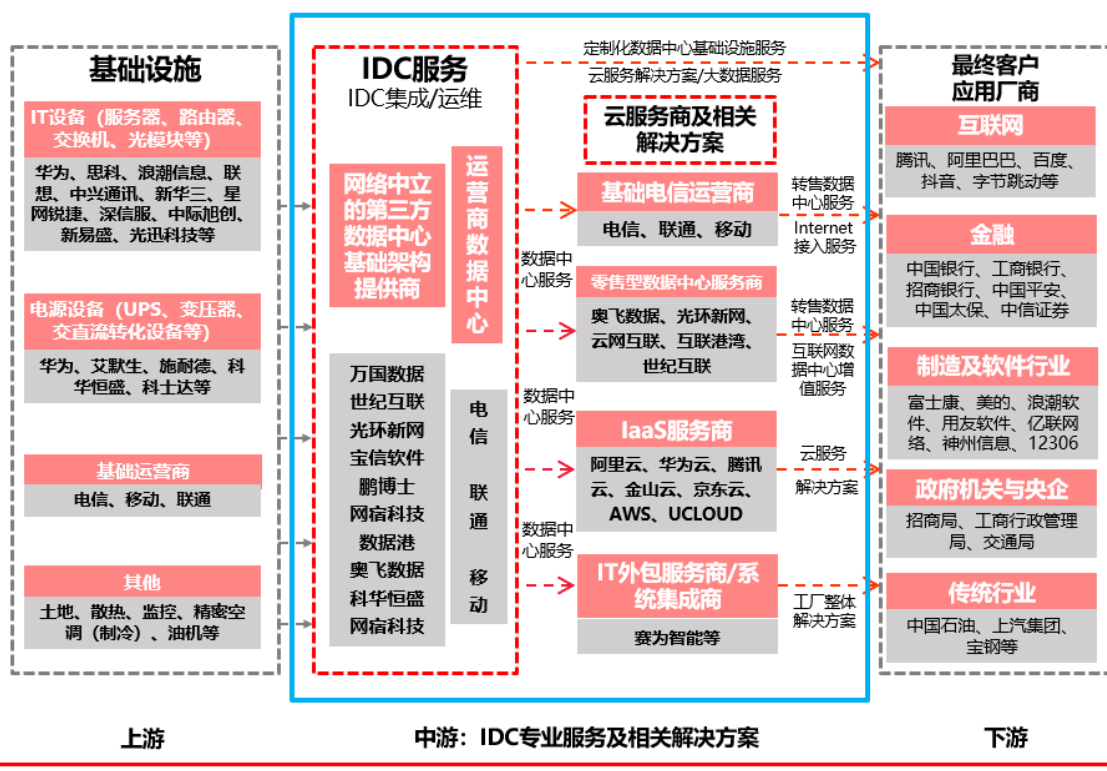 基础设施
IT设备（服务器、路由器、
交换机、光模块等）
华为、思科、浪潮信息、联
想、中兴通讯、新华三、星
网锐捷、深信服、中际旭创、
新易盛、光迅科技等
电源设备（UPS、变压器、
交直流转化设备等）
华为、艾默生、施耐德、科
华恒盛、科士达等
基础运营商
电信、移动、联通
其他
土地、散热、监控、精密空
调（制冷）、油机等
上游
IDC服务
IDC集成/运维
网络中立
的第三方
数据中心
基础架构
提供商
运营商数据中心
万国数据
世纪互联
光环新网
宝信软件
鹏博士
网宿科技
数据港
奥飞数据
科华恒盛
网宿科技
电信
联通
移动
定制化数据中心基础设施服务
云服务解决方案/大数据服务
云服务商及相关
解决方案
数据中
心服务
基础电信运营商
电信、联通、移动
转售数据
中心服务
Internet
接入服务
数据中
心服务
零售型数据中心服务商
奥飞数据、光环新网、
云网互联、互联港湾、
世纪互联
转售数据
中心服务
互联网数
据中心增
值服务
数据中
心服务
IaaS服务商
阿里云、华为云、腾讯
云、金山云、京东云、
AWS、UCLOUD
云服务
解决方案
IT外包服务商/系
统集成商
赛为智能等
工厂整体
解决方案
中游：IDC专业服务及相关解决方案
最终客户
应用厂商
互联网
腾讯、阿里巴巴、百度、
抖音、字节跳动等
金融
中国银行、工商银行、
招商银行、中国平安、
中国太保、中信证券
制造及软件行业
富士康、美的、浪潮软
件、用友软件、亿联网
络、神州信息、12306
政府机关与央企
招商局、工商行政管理
局、交通局
传统行业
中国石油、上汽集团、
宝钢等
下游